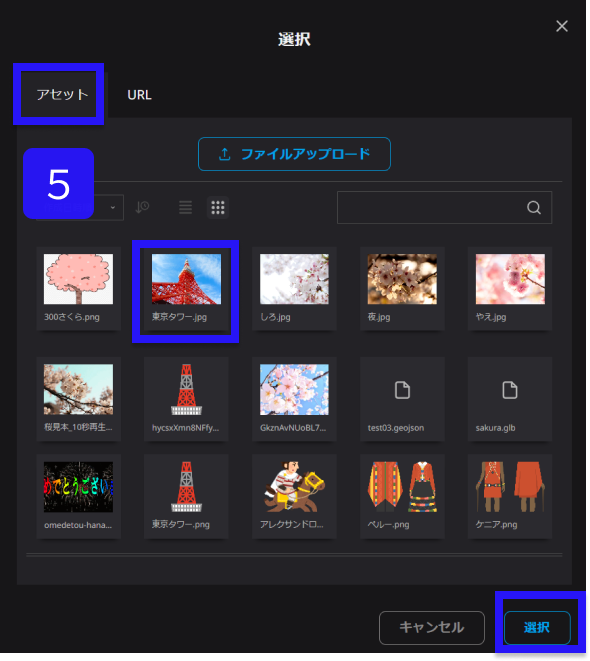 選択
アセット
URL
ファイルアップロード
5
300さくら.png
東京タワー.jpg
しろ.jpg
夜.jpg
やえ.jpg
桜見本_10秒再生...
hycsxXmn8NFfy...
GkznAvNUoBL7...
test03.geojson
sakura.glb
めでとうござい
omedetou-hana...
東京タワー.png
アレクサンドロ...
ペルー.png
ケニア.png
キャンセル
選択